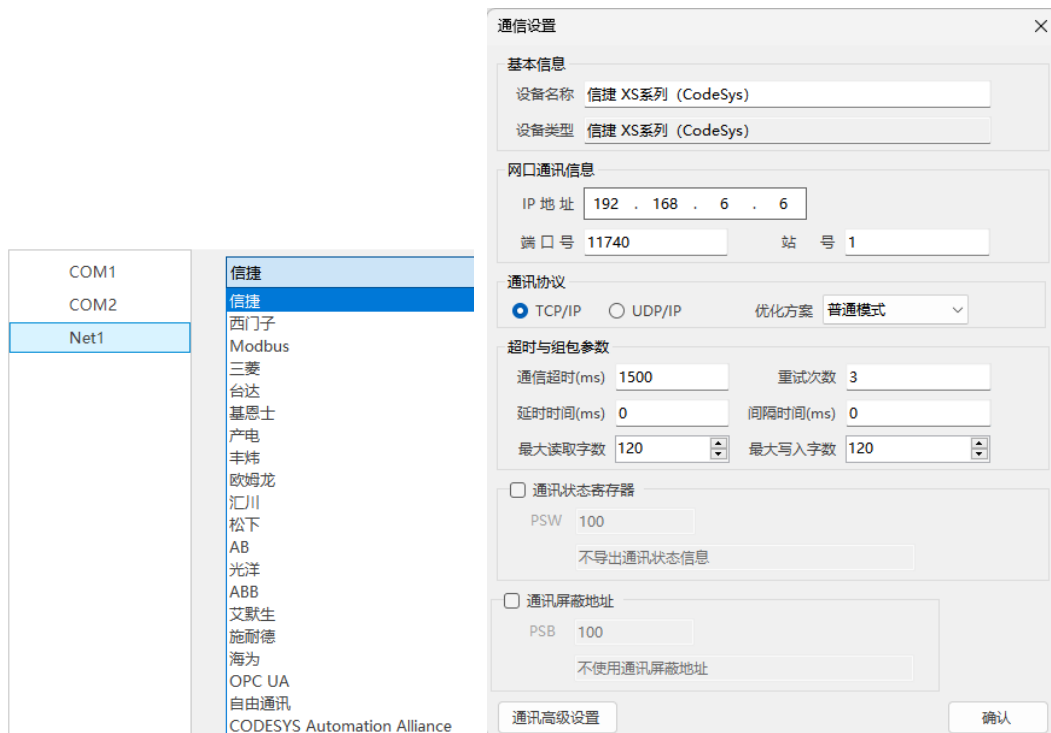 COM1
COM2
Net1
信捷
信捷
西门子
Modbus
三菱
台达
基恩士
产电
丰炜
欧姆龙
汇川
松下
AB
光洋
ABB
艾默生
施耐德
海为
OPC UA
自由通讯
CODESYS Automation Alliance
通信设置
基本信息
设备名称 信捷 XS系列（CodeSys）
设备类型 信捷 XS系列（CodeSys）
网口通讯信息
IP 地 址 192 . 168 . 6 . 6
端 口 号 11740 站 号 1
通讯协议
TCP/IP UDP/IP 优化方案 普通模式
超时与组包参数
通信超时(ms) 1500 重试次数 3
延时时间(ms) 0 间隔时间(ms) 0
最大读取字数 120 最大写入字数 120
通讯状态寄存器
PSW 100
不导出通讯状态信息
通讯屏蔽地址
PSB 100
不使用通讯屏蔽地址
通讯高级设置 确认